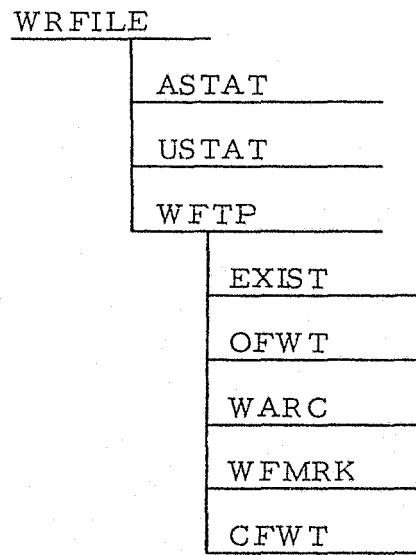 WRFILE
ASTAT
USTAT
WFTP
EXIST
OFWT
WARC
WFMRK
CFWT